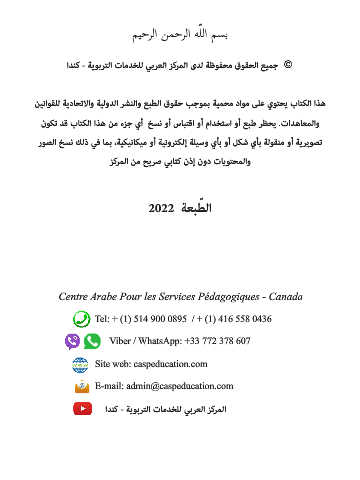 بسم الله الرحمن الرحيم
© جميع الحقوق محفوظة لدى المركز العربي للخدمات التربوية - كندا
هذا الكتاب يحتوي على مواد محمية بموجب حقوق الطبع والنشر الدولية والاتحادية للقوانين
والمعاهدات. يحظر طبع أو استخدام أو اقتباس أو نسخ أي جزء من هذا الكتاب قد تكون
تصويرية أو منقولة بأي شكل أو بأي وسيلة إلكترونية أو ميكانيكية، بما في ذلك نسخ الصور
والمحتويات دون إذن كتابي صريح من المركز
الطّبعة 2022
Centre Arabe Pour les Services Pédagogiques - Canada
Tel: + (1) 514 900 0895 / + (1) 416 558 0436
Viber / WhatsApp: +33 772 378 607
Site web: caspeducation.com
E-mail: admin@caspeducation.com
المركز العربي للخدمات التربوية - كندا